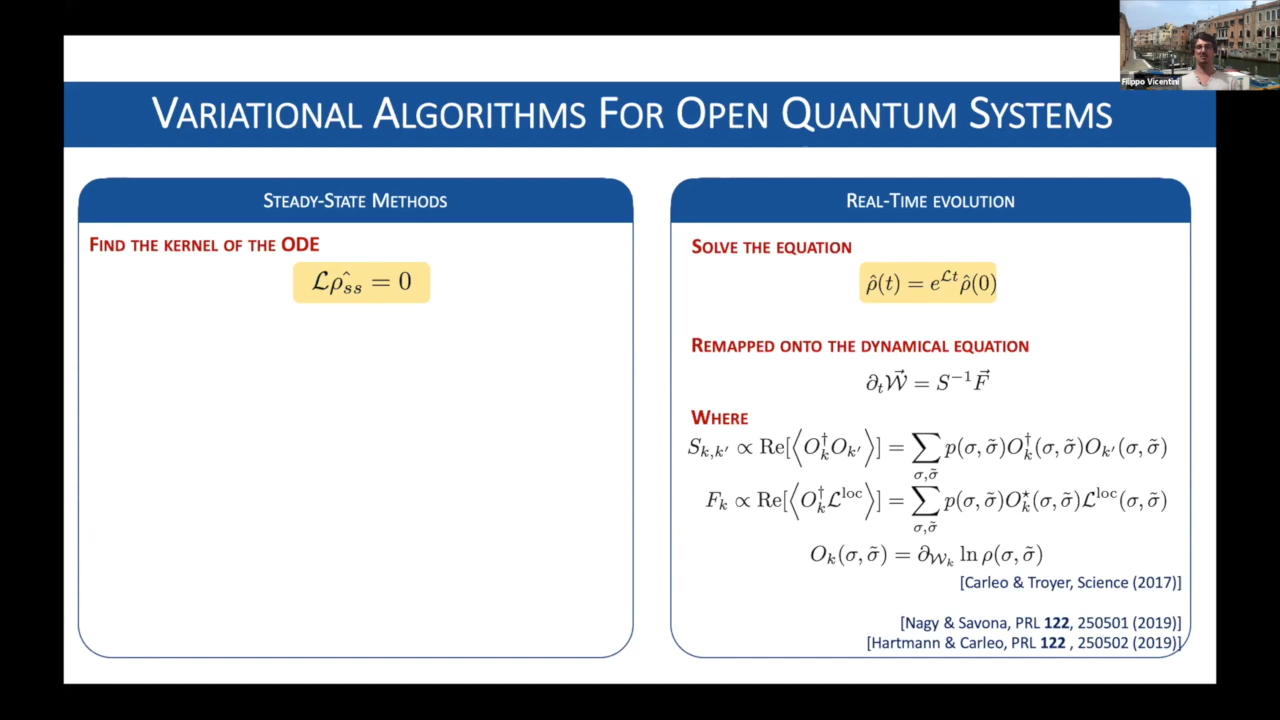 Filippo Vicentini
VARIATIONAL ALGORITHMS FOR OPEN QUANTUM SYSTEMS
STEADY-STATE METHODS
FIND THE KERNEL OF THE ODE
ℒρ̂_ss = 0
REAL-TIME EVOLUTION
SOLVE THE EQUATION
ρ̂(t) = e^{ℒt} ρ̂(0)
REMAPPED ONTO THE DYNAMICAL EQUATION
∂_t 𝒲⃗ = S^{-1} F⃗
WHERE
S_{k,k'} ∝ Re[⟨O_k^† O_{k'}⟩] = ∑_{σ,σ̃} p(σ,σ̃) O_k^†(σ,σ̃) O_{k'}(σ,σ̃)
F_k ∝ Re[⟨O_k^† ℒ^{loc}⟩] = ∑_{σ,σ̃} p(σ,σ̃) O_k^⋆(σ,σ̃) ℒ^{loc}(σ,σ̃)
O_k(σ,σ̃) = ∂_{𝒲_k} ln ρ(σ,σ̃)
[Carleo & Troyer, Science (2017)]
[Nagy & Savona, PRL 122, 250501 (2019)]
[Hartmann & Carleo, PRL 122 , 250502 (2019)]